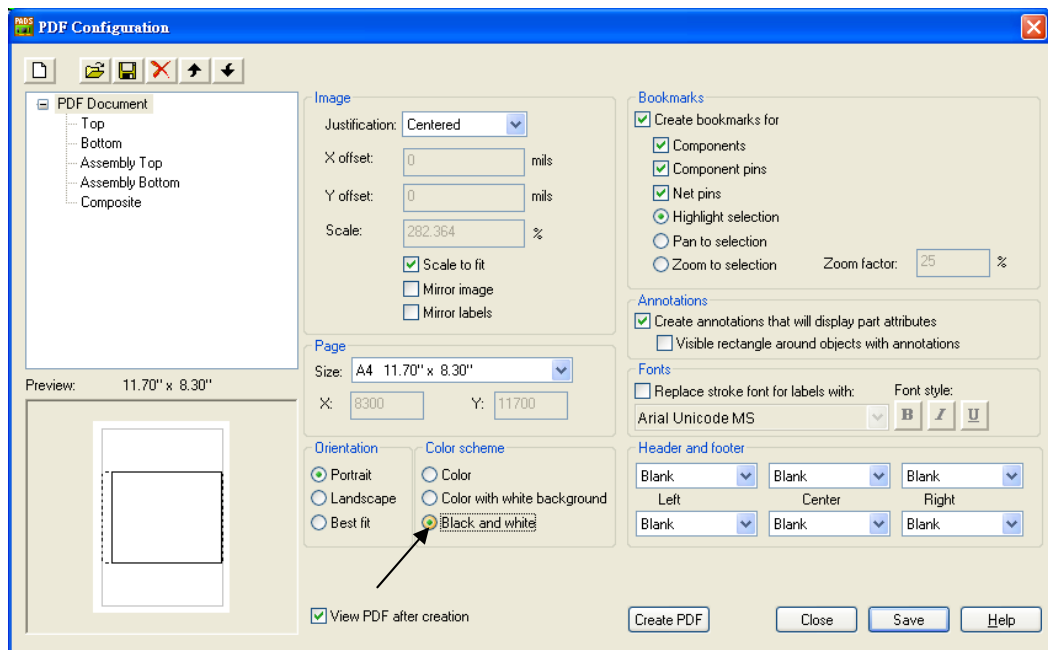 PADS
PDF Configuration
PDF Document
Top
Bottom
Assembly Top
Assembly Bottom
Composite
Preview: 11.70" x 8.30"
Image
Justification: Centered
X offset: 0 mils
Y offset: 0 mils
Scale: 282.364 %
Scale to fit
Mirror image
Mirror labels
Page
Size: A4 11.70" x 8.30"
X: 8300 Y: 11700
Orientation
Portrait
Landscape
Best fit
Color scheme
Color
Color with white background
Black and white
View PDF after creation
Bookmarks
Create bookmarks for
Components
Component pins
Net pins
Highlight selection
Pan to selection
Zoom to selection Zoom factor: 25 %
Annotations
Create annotations that will display part attributes
Visible rectangle around objects with annotations
Fonts
Replace stroke font for labels with: Font style:
Arial Unicode MS B I U
Header and footer
Blank Blank Blank
Left Center Right
Blank Blank Blank
Create PDF Close Save Help